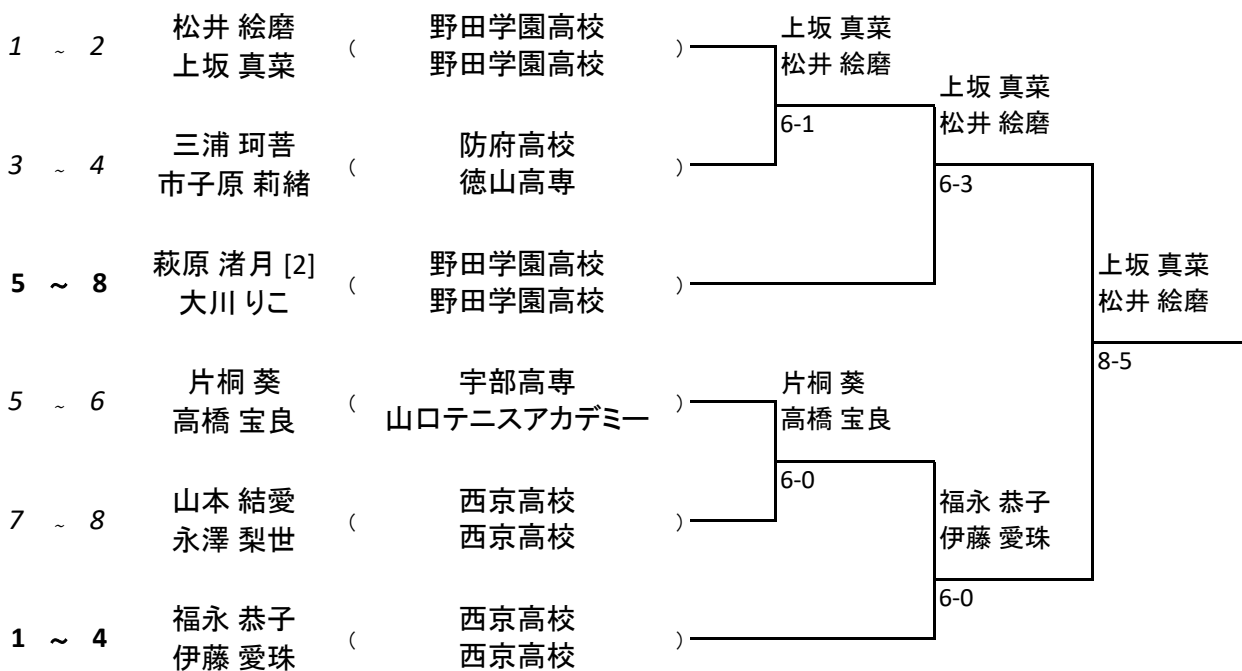 1 ~ 2 松井 絵磨 ( 野田学園高校 ) 上坂 真菜
上坂 真菜 野田学園高校 松井 絵磨
上坂 真菜
6-1 松井 絵磨
3 ~ 4 三浦 珂菩 ( 防府高校 )
市子原 莉緒 徳山高専
6-3
5 ~ 8 萩原 渚月 [2] ( 野田学園高校 ) 上坂 真菜
大川 りこ 野田学園高校 松井 絵磨
8-5
5 ~ 6 片桐 葵 ( 宇部高専 ) 片桐 葵
高橋 宝良 山口テニスアカデミー 高橋 宝良
6-0
7 ~ 8 山本 結愛 ( 西京高校 ) 福永 恭子
永澤 梨世 西京高校 伊藤 愛珠
6-0
1 ~ 4 福永 恭子 ( 西京高校 )
伊藤 愛珠 西京高校